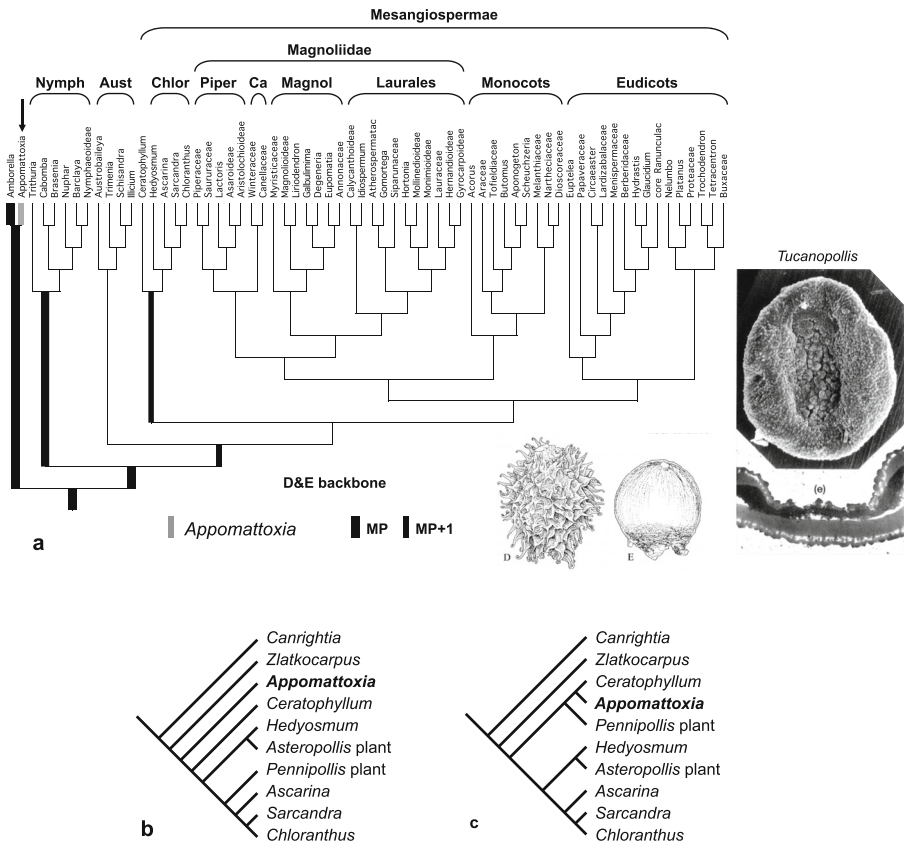 Mesangiospermae
Magnoliidae
Nymph Aust Chlor Piper Ca Magnol Laurales Monocots Eudicots
Amborella
Appomattoxia
Trithuria
Cabomba
Brasenia
Nuphar
Barclaya
Nymphaeoideae
Austrobaileya
Trimenia
Schisandra
Illicium
Ceratophyllum
Hedyosmum
Ascarina
Sarcandra
Chloranthus
Piperaceae
Saururaceae
Lactoris
Asaroideae
Aristolochioideae
Winteraceae
Canellaceae
Myristicaceae
Magnolioideae
Liriodendron
Galbulimima
Degeneria
Eupomatia
Annonaceae
Calycanthoideae
Idiospermum
Atherospermatac
Gomortega
Siparunaceae
Hortonia
Mollinedioideae
Monimioideae
Lauraceae
Hernandioideae
Gyrocarpoideae
Acorus
Araceae
Tofieldiaceae
Butomus
Aponogeton
Scheuchzeria
Melanthiaceae
Nartheciaceae
Dioscoreaceae
Euptelea
Papaveraceae
Circaeaster
Lardizabalaceae
Menispermaceae
Berberidaceae
Hydrastis
Glaucidium
core Ranunculac
Nelumbo
Platanus
Proteaceae
Trochodendron
Tetracentron
Buxaceae
Tucanopollis
(e)
D&E backbone
D E
a
Appomattoxia MP MP+1
Canrightia
Zlatkocarpus
Appomattoxia
Ceratophyllum
Hedyosmum
Asteropollis plant
Pennipollis plant
Ascarina
Sarcandra
Chloranthus
b
Canrightia
Zlatkocarpus
Ceratophyllum
Appomattoxia
Pennipollis plant
Hedyosmum
Asteropollis plant
Ascarina
Sarcandra
Chloranthus
c